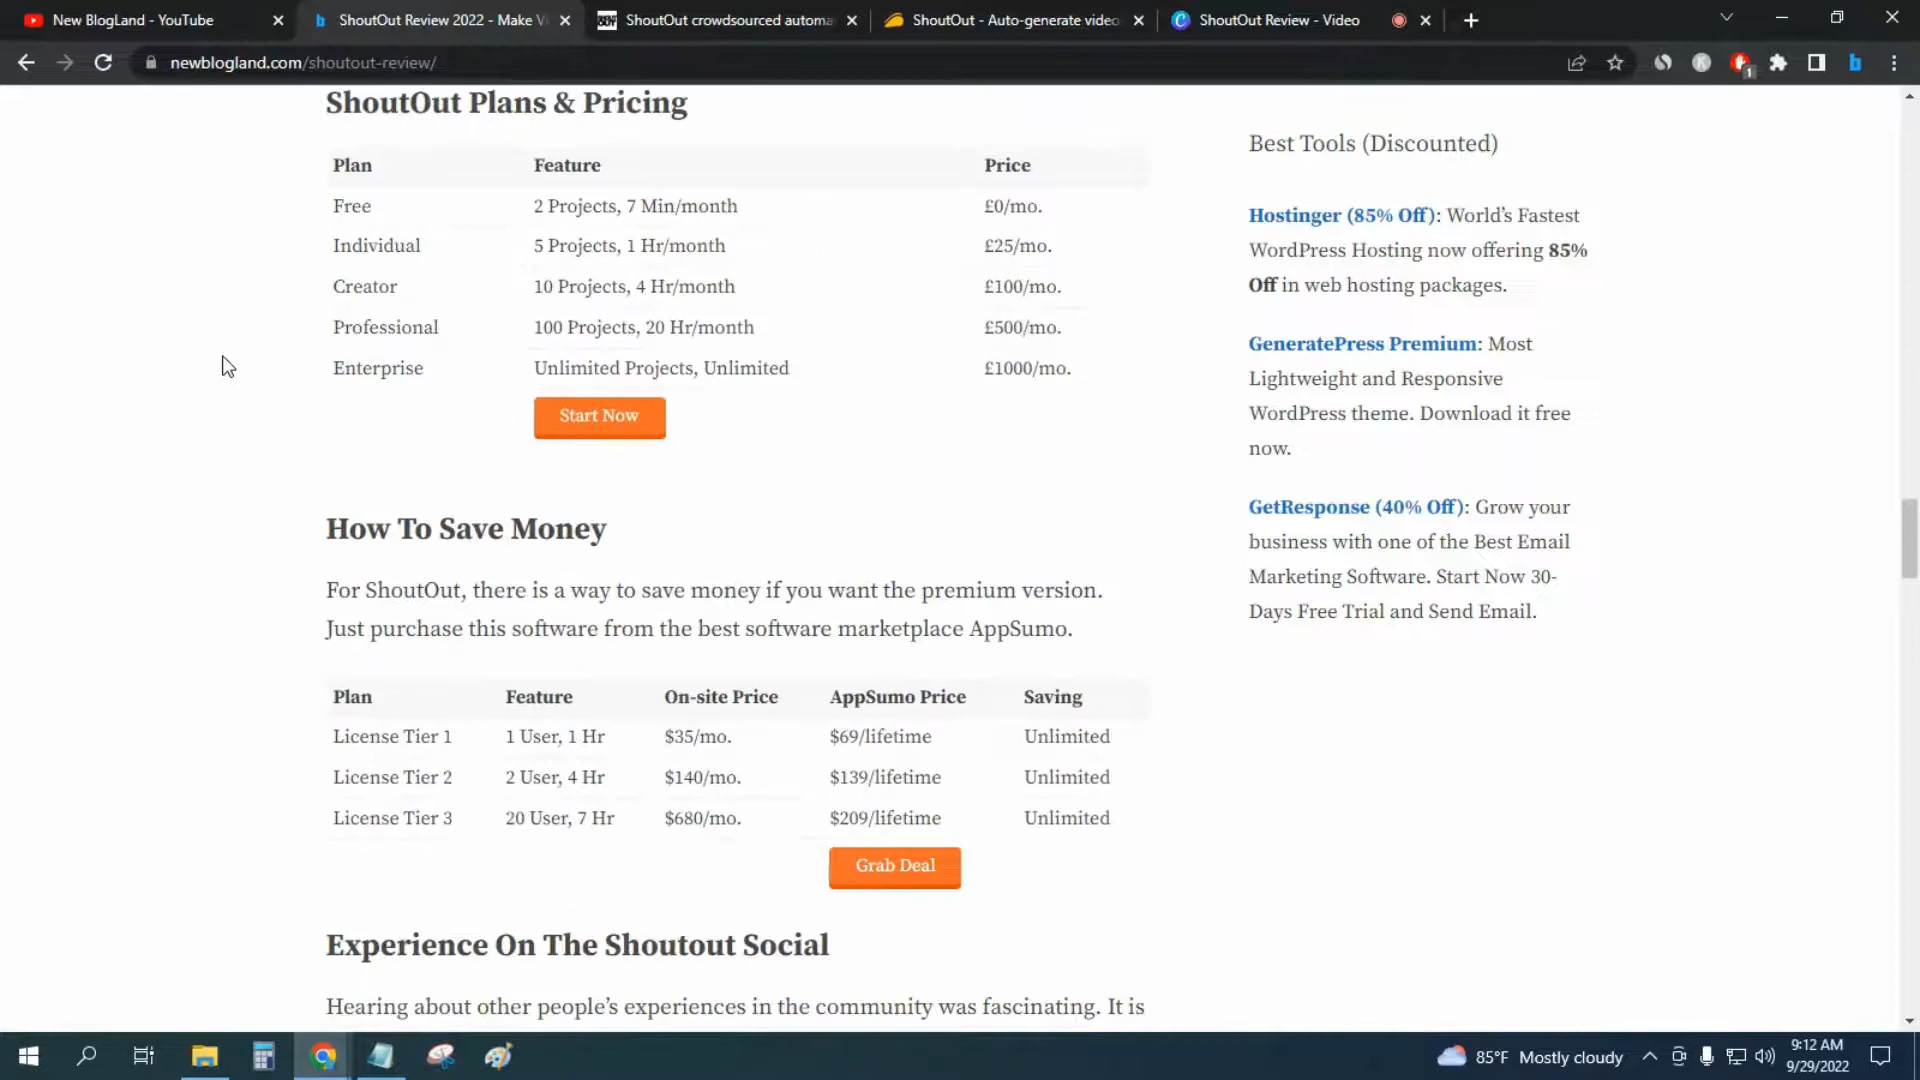 New BlogLand - YouTube
ShoutOut Review 2022 - Make Vi
ShoutOut crowdsourced automa
ShoutOut - Auto-generate video
ShoutOut Review - Video
newblogland.com/shoutout-review/
1
ShoutOut Plans & Pricing
Plan Feature Price
Free 2 Projects, 7 Min/month £0/mo.
Individual 5 Projects, 1 Hr/month £25/mo.
Creator 10 Projects, 4 Hr/month £100/mo.
Professional 100 Projects, 20 Hr/month £500/mo.
Enterprise Unlimited Projects, Unlimited £1000/mo.
Start Now
How To Save Money
For ShoutOut, there is a way to save money if you want the premium version.
Just purchase this software from the best software marketplace AppSumo.
Plan Feature On-site Price AppSumo Price Saving
License Tier 1 1 User, 1 Hr $35/mo. $69/lifetime Unlimited
License Tier 2 2 User, 4 Hr $140/mo. $139/lifetime Unlimited
License Tier 3 20 User, 7 Hr $680/mo. $209/lifetime Unlimited
Grab Deal
Experience On The Shoutout Social
Hearing about other people's experiences in the community was fascinating. It is
Best Tools (Discounted)
Hostinger (85% Off): World's Fastest
WordPress Hosting now offering 85%
Off in web hosting packages.
GeneratePress Premium: Most
Lightweight and Responsive
WordPress theme. Download it free
now.
GetResponse (40% Off): Grow your
business with one of the Best Email
Marketing Software. Start Now 30-
Days Free Trial and Send Email.
85°F Mostly cloudy
9:12 AM
9/29/2022